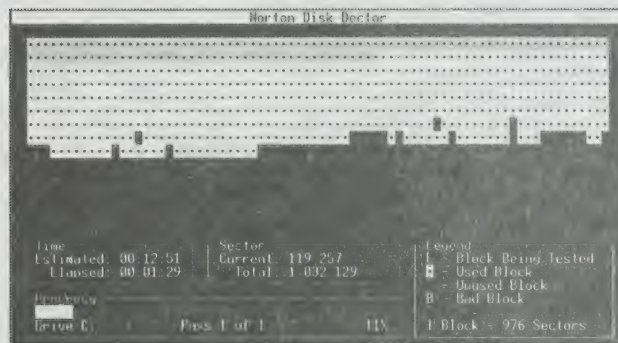 Norton Disk Doctor
Time
Estimated: 00:12:51
Elapsed: 00:01:29
Sector
Current: 119,257
Total: 1,032,129
Legend
- Block Being Tested
- Used Block
- Unused Block
B - Bad Block
1 Block = 976 Sectors
Progress
Drive C: Pass 1 of 1 11%